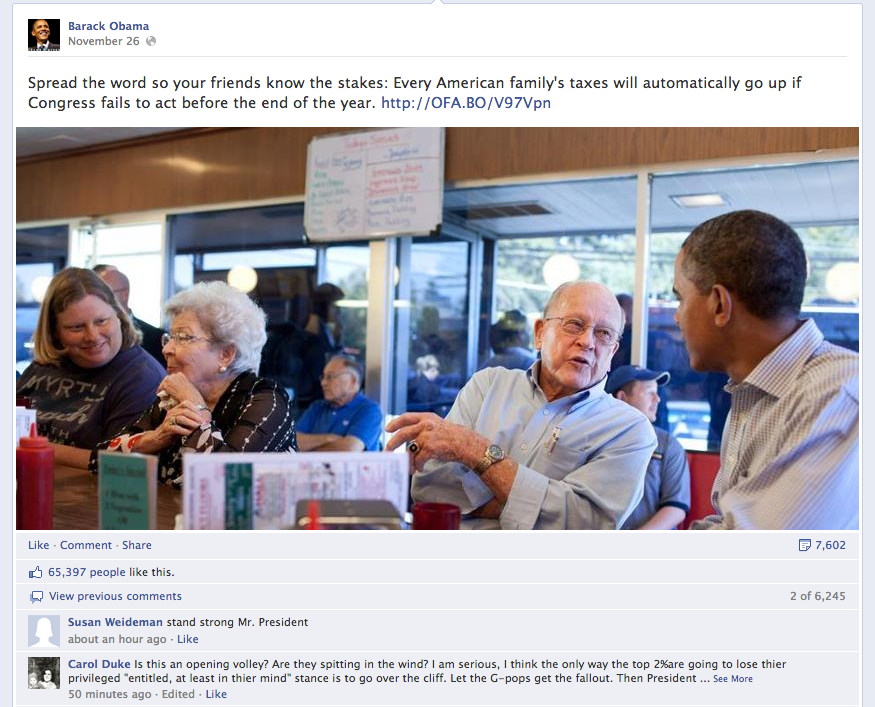 Barack Obama
November 26
Spread the word so your friends know the stakes: Every American family's taxes will automatically go up if
Congress fails to act before the end of the year. http://OFA.BO/V97Vpn
Like · Comment · Share
7,602
65,397 people like this.
View previous comments
2 of 6,245
Susan Weideman stand strong Mr. President
about an hour ago · Like
Carol Duke Is this an opening volley? Are they spitting in the wind? I am serious, I think the only way the top 2%are going to lose thier
privileged "entitled, at least in thier mind" stance is to go over the cliff. Let the G-pops get the fallout. Then President ... See More
50 minutes ago · Edited · Like